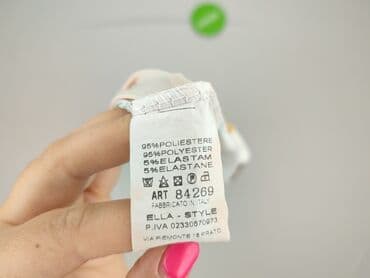 95%POLIESTERE
95%POLYESTER
5%ELASTAM
5%ELASTANE
ART 84269
FABBRICATO IN ITALY
ELLA - STYLE
P.IVA 02330570973
VIA PIEMONTE 18 PRATO